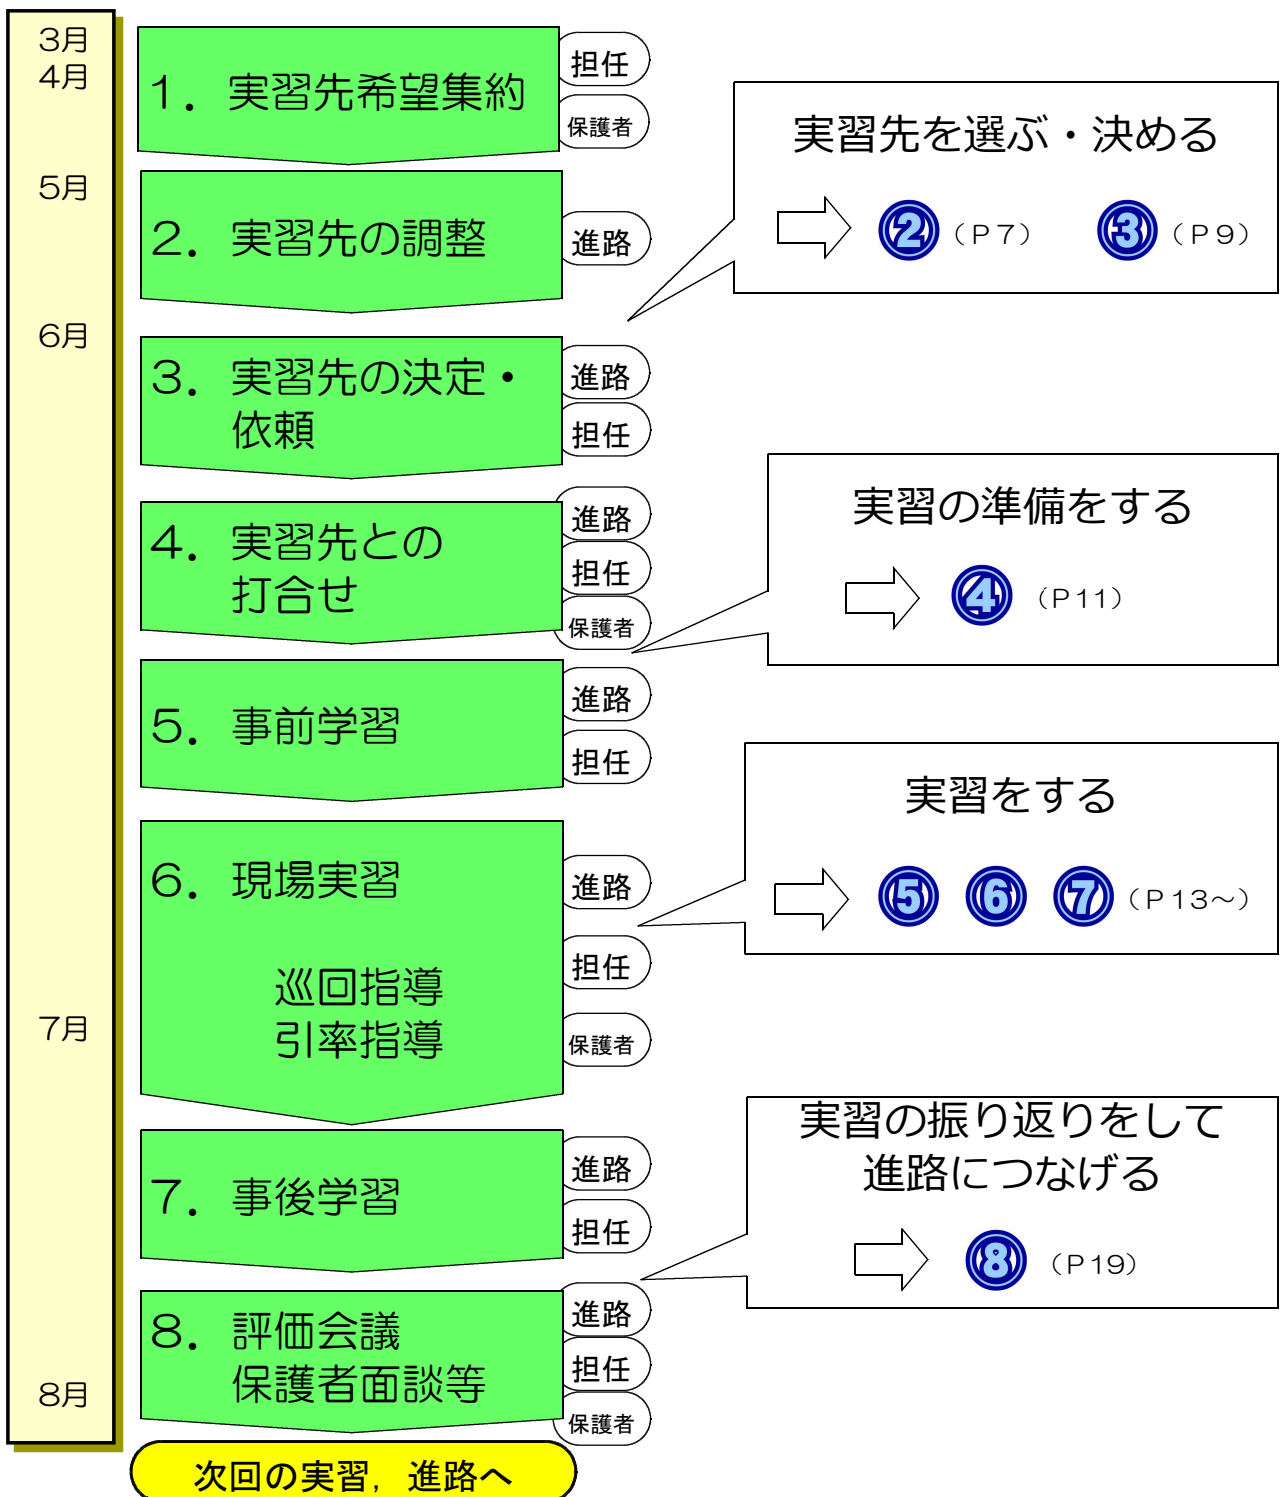 3月
4月
5月
6月
7月
8月
1．実習先希望集約
担任
保護者
2．実習先の調整
進路
実習先を選ぶ・決める
② （P7） ③ （P9）
3．実習先の決定・
依頼
進路
担任
4．実習先との
打合せ
進路
担任
保護者
実習の準備をする
④ （P11）
5．事前学習
進路
担任
6．現場実習
巡回指導
引率指導
進路
担任
保護者
実習をする
⑤ ⑥ ⑦ （P13～）
7．事後学習
進路
担任
実習の振り返りをして
進路につなげる
⑧ （P19）
8．評価会議
保護者面談等
進路
担任
保護者
次回の実習，進路へ